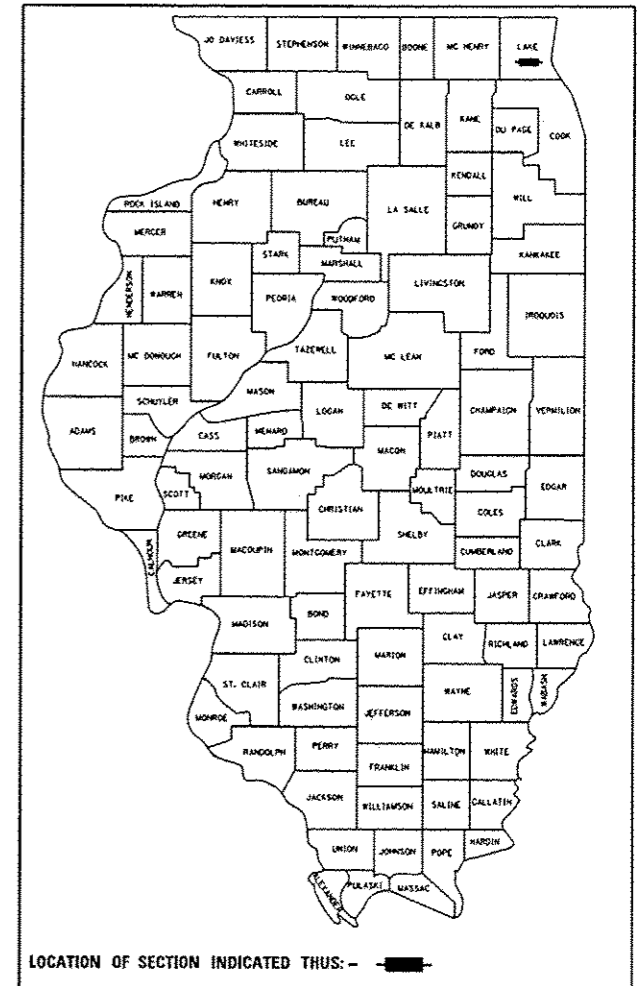 JO DAVIESS STEPHENSON WINNEBAGO BOONE MC HENRY LAKE
CARROLL OGLE DE KALB KANE DU PAGE COOK
WHITESIDE LEE
KENDALL WILL
ROCK ISLAND HENRY BUREAU LA SALLE GRUNDY
MERCER PUTNAM
STARK MARSHALL KANKAKEE
HENDERSON WARREN KNOX PEORIA WOODFORD LIVINGSTON IROQUOIS
HANCOCK MC DONOUGH FULTON TAZEWELL MC LEAN FORD
SCHUYLER MASON
ADAMS BROWN CASS MENARD LOGAN DE WITT PIATT CHAMPAIGN VERMILION
MORGAN SANGAMON MACON
PIKE SCOTT CHRISTIAN MOULTRIE DOUGLAS EDGAR
COLES
CALHOUN GREENE MACOUPIN MONTGOMERY SHELBY CUMBERLAND CLARK
JERSEY
FAYETTE EFFINGHAM JASPER CRAWFORD
MADISON BOND
CLAY RICHLAND LAWRENCE
CLINTON MARION
ST. CLAIR WAYNE EDWARDS WABASH
WASHINGTON JEFFERSON
MONROE
RANDOLPH PERRY HAMILTON WHITE
FRANKLIN
JACKSON WILLIAMSON SALINE GALLATIN
UNION JOHNSON POPE HARDIN
ALEXANDER PULASKI MASSAC
LOCATION OF SECTION INDICATED THUS: -